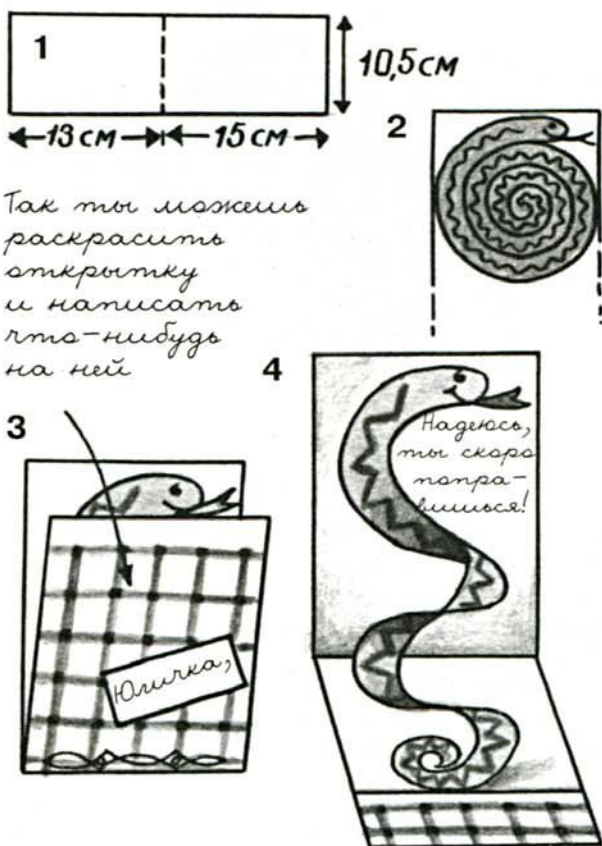 1
10,5см
13 см
15 см
2
Так ты можешь
раскрасить
открытку
и написать
что-нибудь
на ней
3
Юличка,
4
Надеюсь,
ты скоро
попра-
вишься!